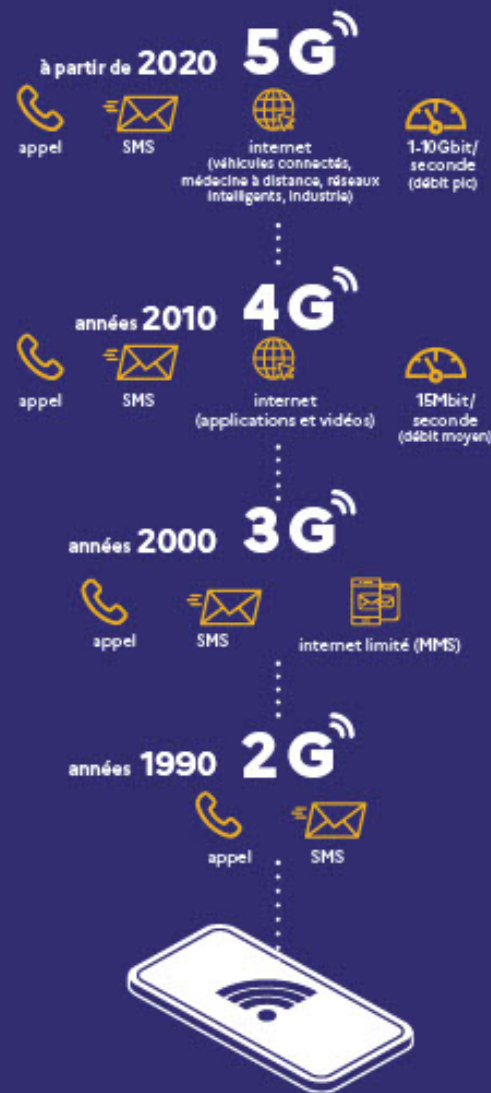 à partir de 2020 5G
appel
SMS
internet
(véhicules connectés,
médecine à distance, réseaux
intelligents, industrie)
1-10Gbit/
seconde
(débit pic)
années 2010 4G
appel
SMS
internet
(applications et vidéos)
15Mbit/
seconde
(débit moyen)
années 2000 3G
appel
SMS
internet limité (MMS)
années 1990 2G
appel
SMS